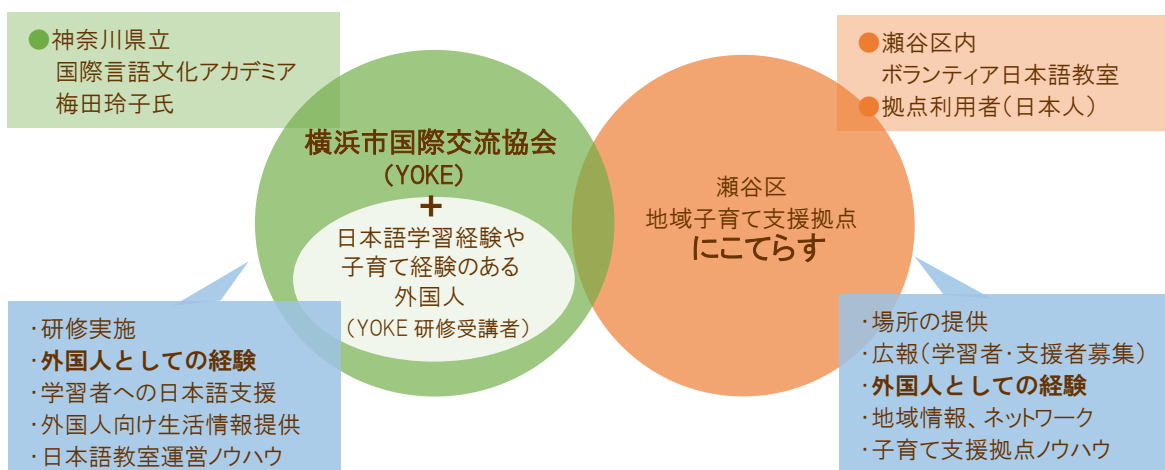 ●神奈川県立
国際言語文化アカデミア
梅田玲子氏
横浜市国際交流協会
(YOKE)
+
日本語学習経験や
子育て経験のある
外国人
(YOKE 研修受講者)
・研修実施
・外国人としての経験
・学習者への日本語支援
・外国人向け生活情報提供
・日本語教室運営ノウハウ
●瀬谷区内
ボランティア日本語教室
●拠点利用者(日本人)
瀬谷区
地域子育て支援拠点
にこてらす
・場所の提供
・広報(学習者・支援者募集)
・外国人としての経験
・地域情報、ネットワーク
・子育て支援拠点ノウハウ